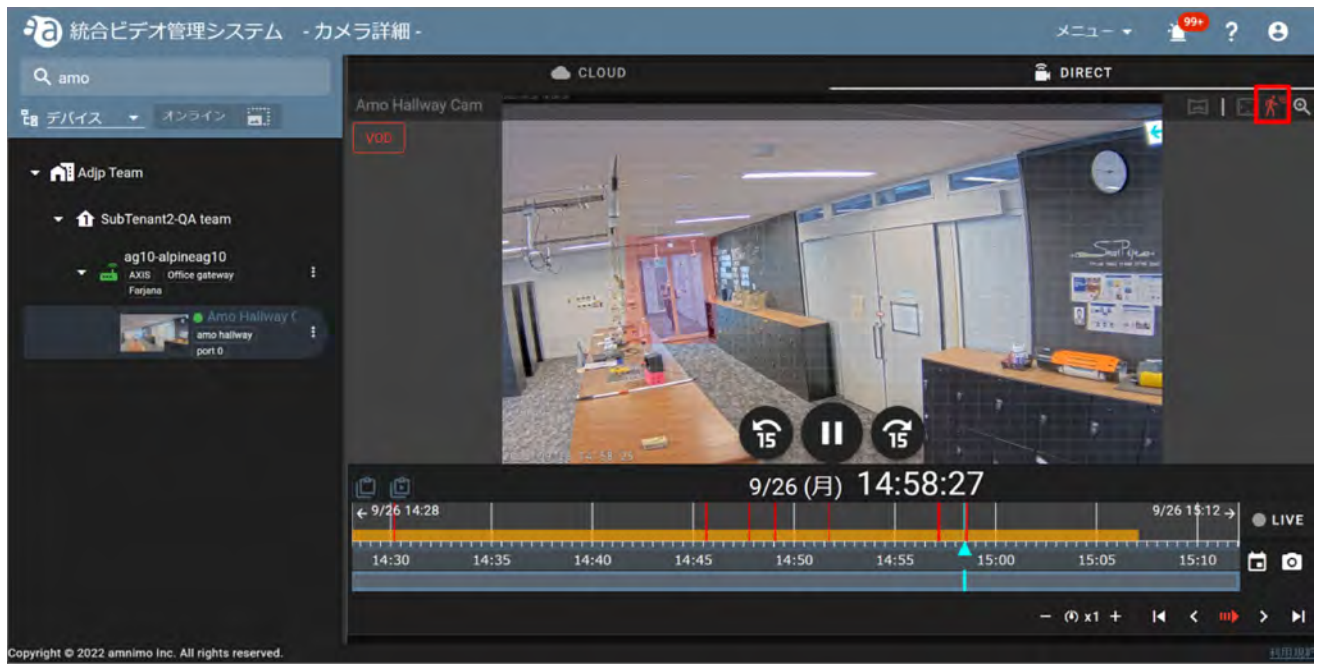 統合ビデオ管理システム - カメラ詳細 -
メニュー
99+
?
amo
デバイス
オンライン
CLOUD
DIRECT
Amo Hallway Cam
VOD
Adjp Team
SubTenant2-QA team
ag10-alpineag10
AXIS Office gateway
Farjana
Amo Hallway C
amo hallway
port 0
15 15
9/26 (月) 14:58:27
← 9/26 14:28
9/26 15:12 →
LIVE
14:30 14:35 14:40 14:45 14:50 14:55 15:00 15:05 15:10
− x1 +
Copyright © 2022 amnimo Inc. All rights reserved.
利用規約